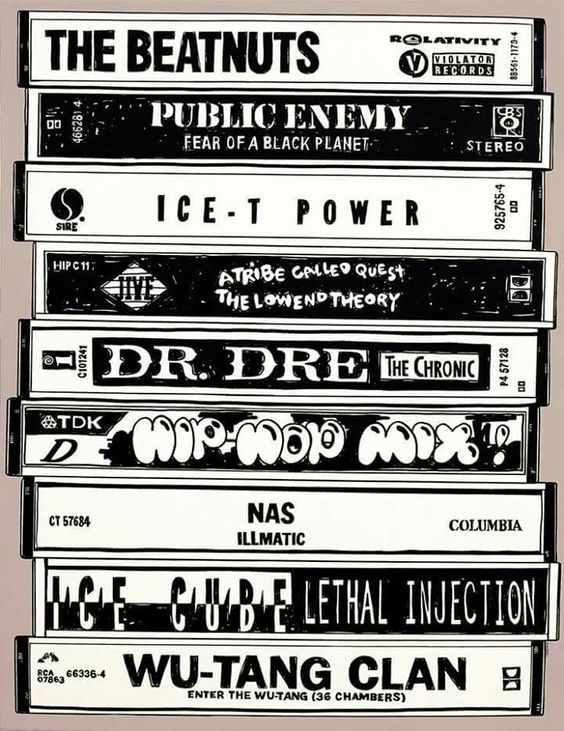 THE BEATNUTS
RELATIVITY
V VIOLATOR RECORDS
88561-1173-4
466281 4
PUBLIC ENEMY
FEAR OF A BLACK PLANET
CBS
STEREO
SIRE
ICE-T POWER
925765-4
HIP C 11
JIVE
A TRIBE CALLED QUEST
THE LOW END THEORY
C107241
DR. DRE
THE CHRONIC
P4 57128
TDK
D
HIP-HOP MIX!
CT 57684
NAS
ILLMATIC
COLUMBIA
ICE CUBE LETHAL INJECTION
RCA
07863 66336-4
WU-TANG CLAN
ENTER THE WU-TANG (36 CHAMBERS)